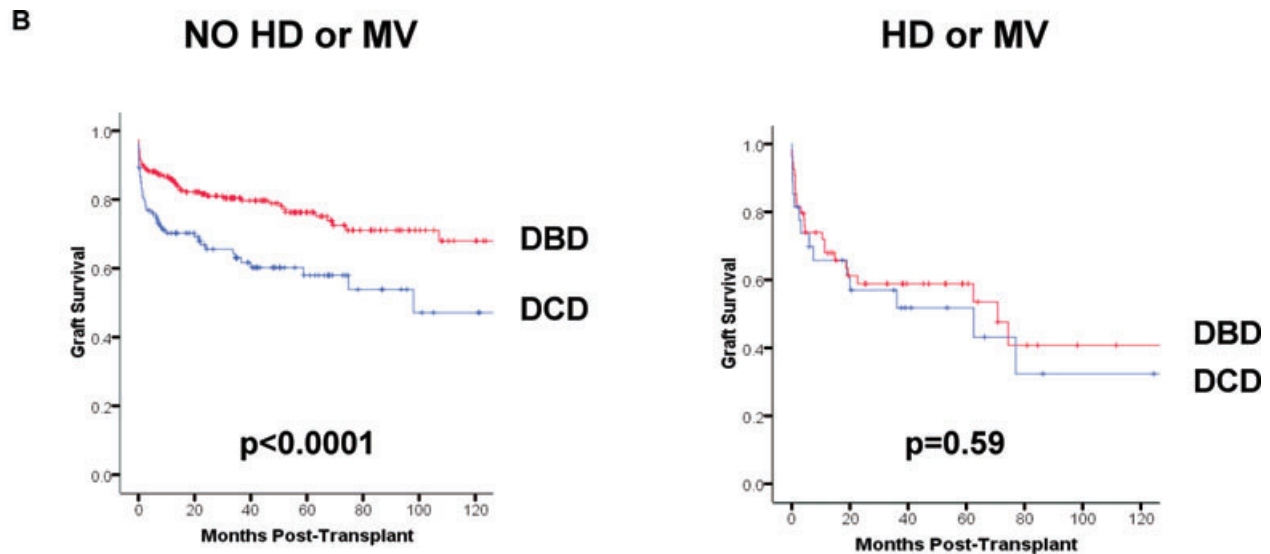 B
NO HD or MV
HD or MV
1.0
0.8
0.6
0.4
0.2
0.0
Graft Survival
DBD
DCD
p<0.0001
0 20 40 60 80 100 120
Months Post-Transplant
1.0
0.8
0.6
0.4
0.2
0.0
Graft Survival
DBD
DCD
p=0.59
0 20 40 60 80 100 120
Months Post-Transplant